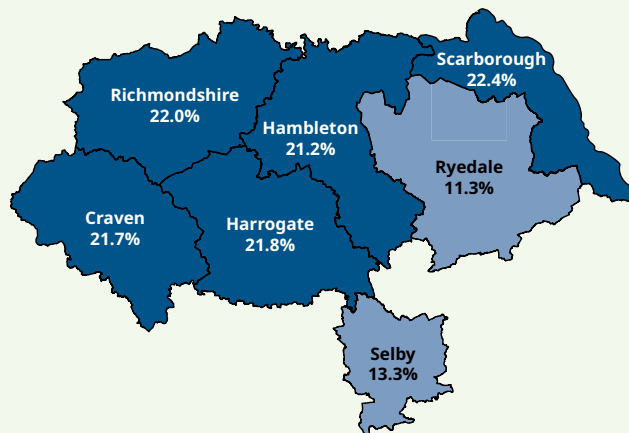 Scarborough
22.4%
Richmondshire
22.0%
Hambleton
21.2%
Ryedale
11.3%
Craven
21.7%
Harrogate
21.8%
Selby
13.3%